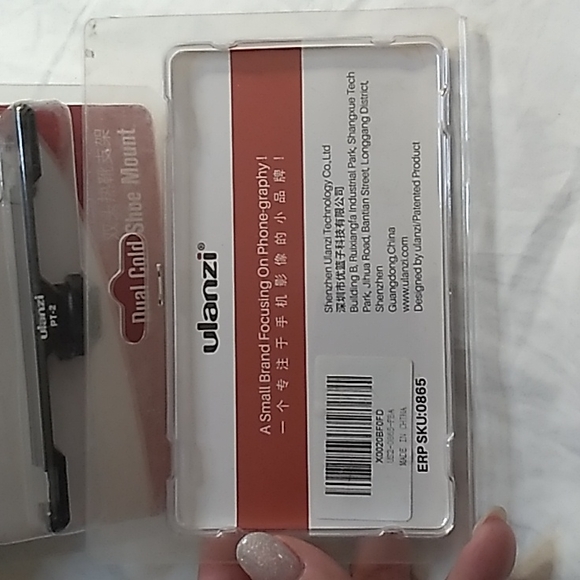 ulanzi
PT-2
Dual Cold Shoe Mount
ulanzi®
A Small Brand Focusing On Phone-graphy!
一个专注于手机影像的小品牌！
Shenzhen Ulanzi Technology Co.,Ltd
深圳市优篮子科技有限公司
Building B, Ruixiangfa Industrial Park, Shangxue Tech
Park, Jihua Road, Bantian Street, Longgang District,
Shenzhen
Guangdong,China
www.ulanzi.com
Designed by ulanzi/Patented Product
X0020BF0FD
MADE IN CHINA
ERP SKU:0865